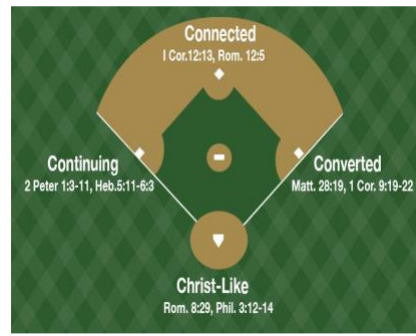 Connected
I Cor.12:13, Rom. 12:5
Continuing
2 Peter 1:3-11, Heb.5:11-6:3
Converted
Matt. 28:19, 1 Cor. 9:19-22
Christ-Like
Rom. 8:29, Phil. 3:12-14